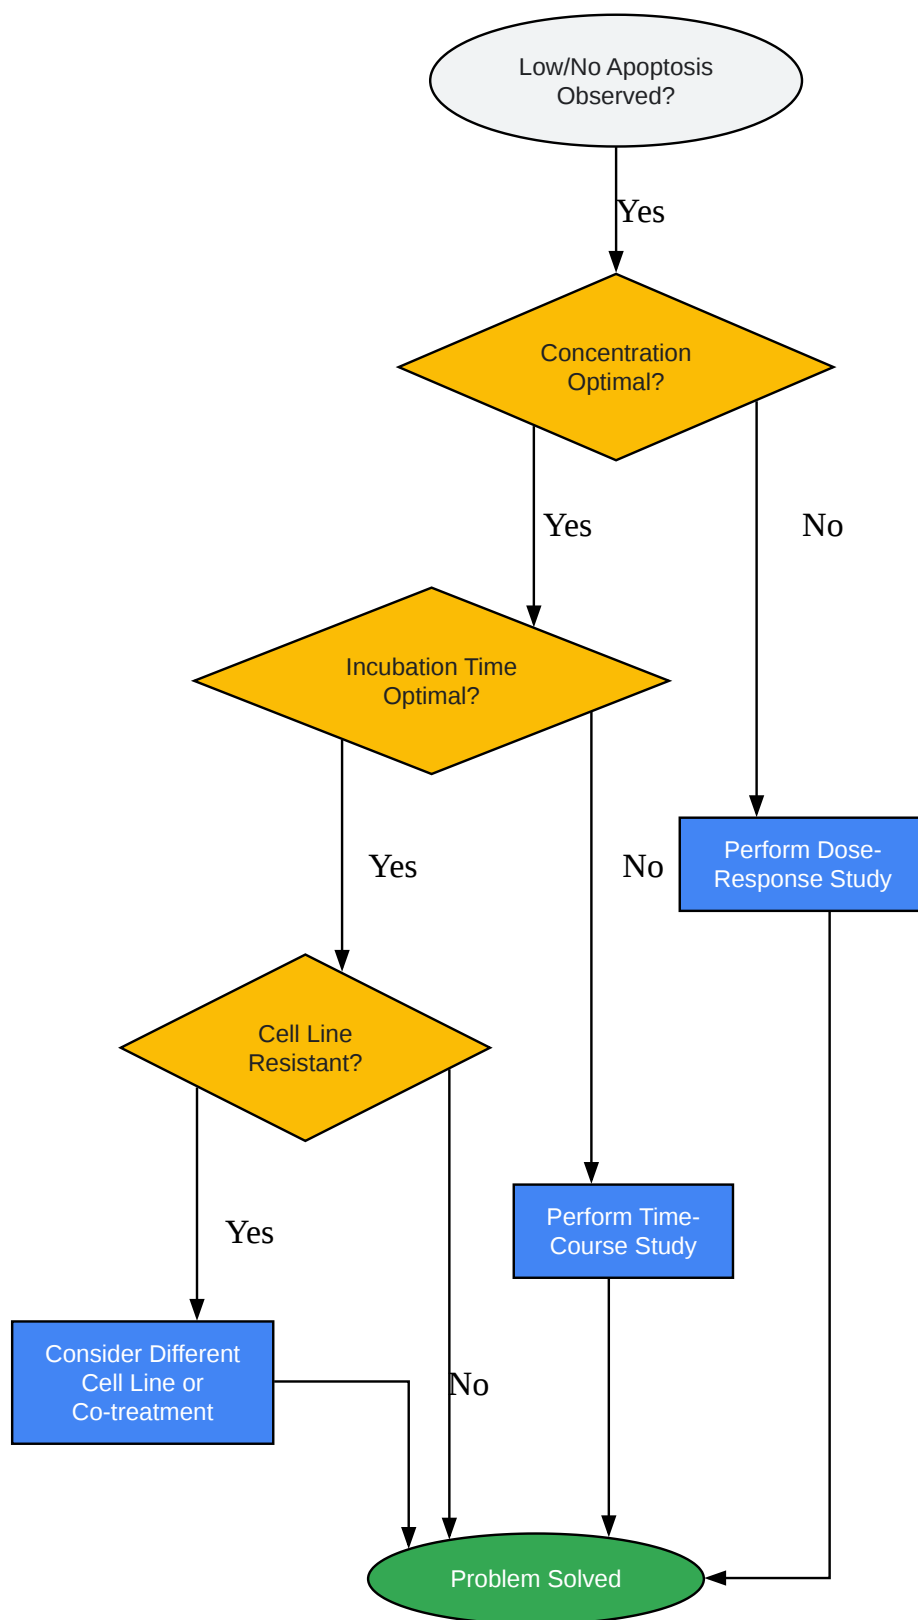 Low/No Apoptosis
Observed?
Yes
Concentration
Optimal?
Yes
No
Incubation Time
Optimal?
Yes
No
Perform Dose-
Response Study
Cell Line
Resistant?
Yes
Perform Time-
Course Study
Consider Different
Cell Line or
Co-treatment
No
Problem Solved